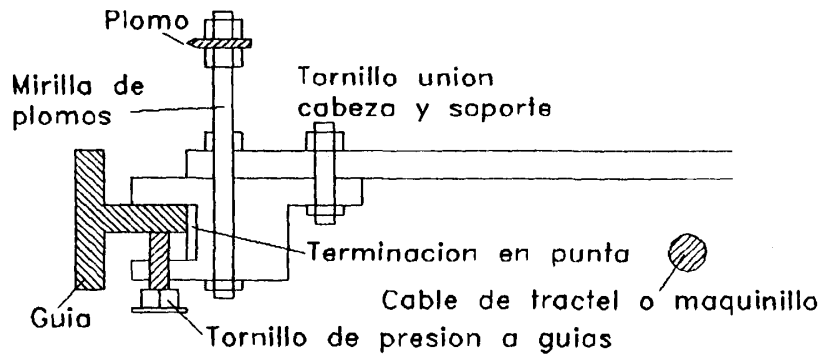 Plomo
Mirilla de
plomos
Tornillo union
cabeza y soporte
Terminacion en punta
Cable de tractel o maquinillo
Guia
Tornillo de presion a guias